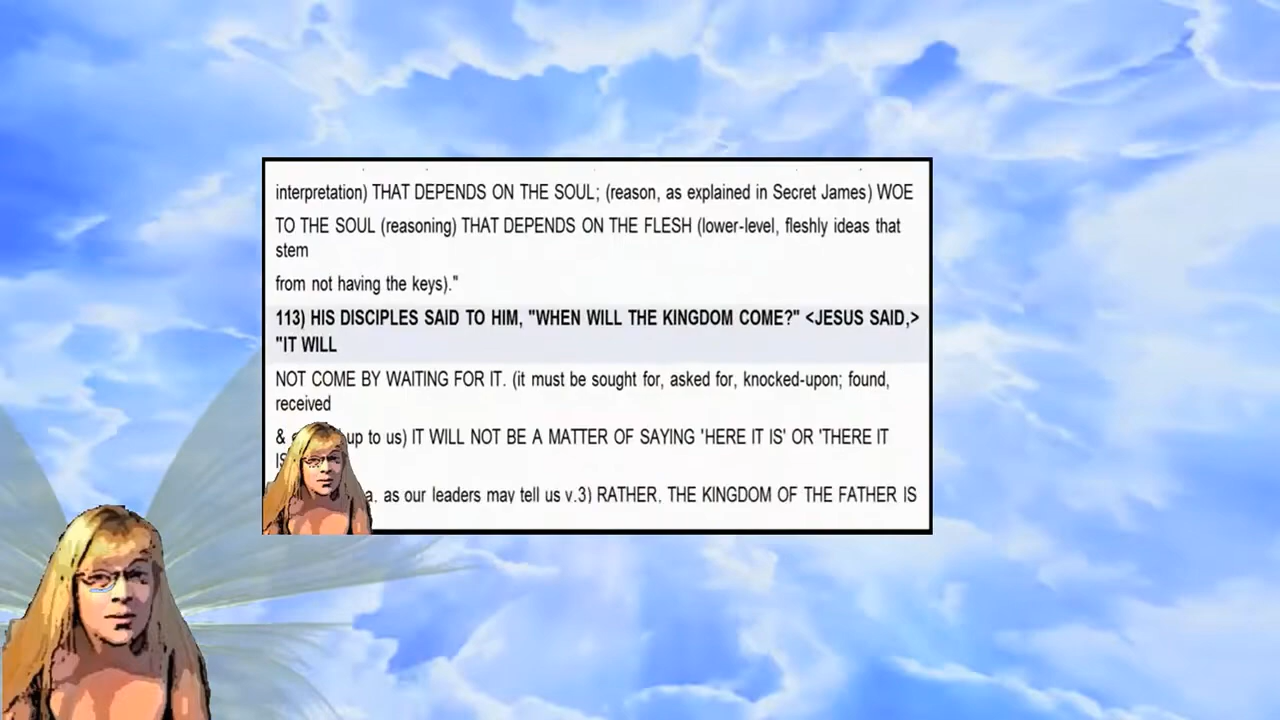 interpretation) THAT DEPENDS ON THE SOUL; (reason, as explained in Secret James) WOE
TO THE SOUL (reasoning) THAT DEPENDS ON THE FLESH (lower-level, fleshly ideas that
stem
from not having the keys)."
113) HIS DISCIPLES SAID TO HIM, "WHEN WILL THE KINGDOM COME?" <JESUS SAID,>
"IT WILL
NOT COME BY WAITING FOR IT. (it must be sought for, asked for, knocked-upon; found,
received
& up to us) IT WILL NOT BE A MATTER OF SAYING 'HERE IT IS' OR 'THERE IT
as our leaders may tell us v.3) RATHER, THE KINGDOM OF THE FATHER IS